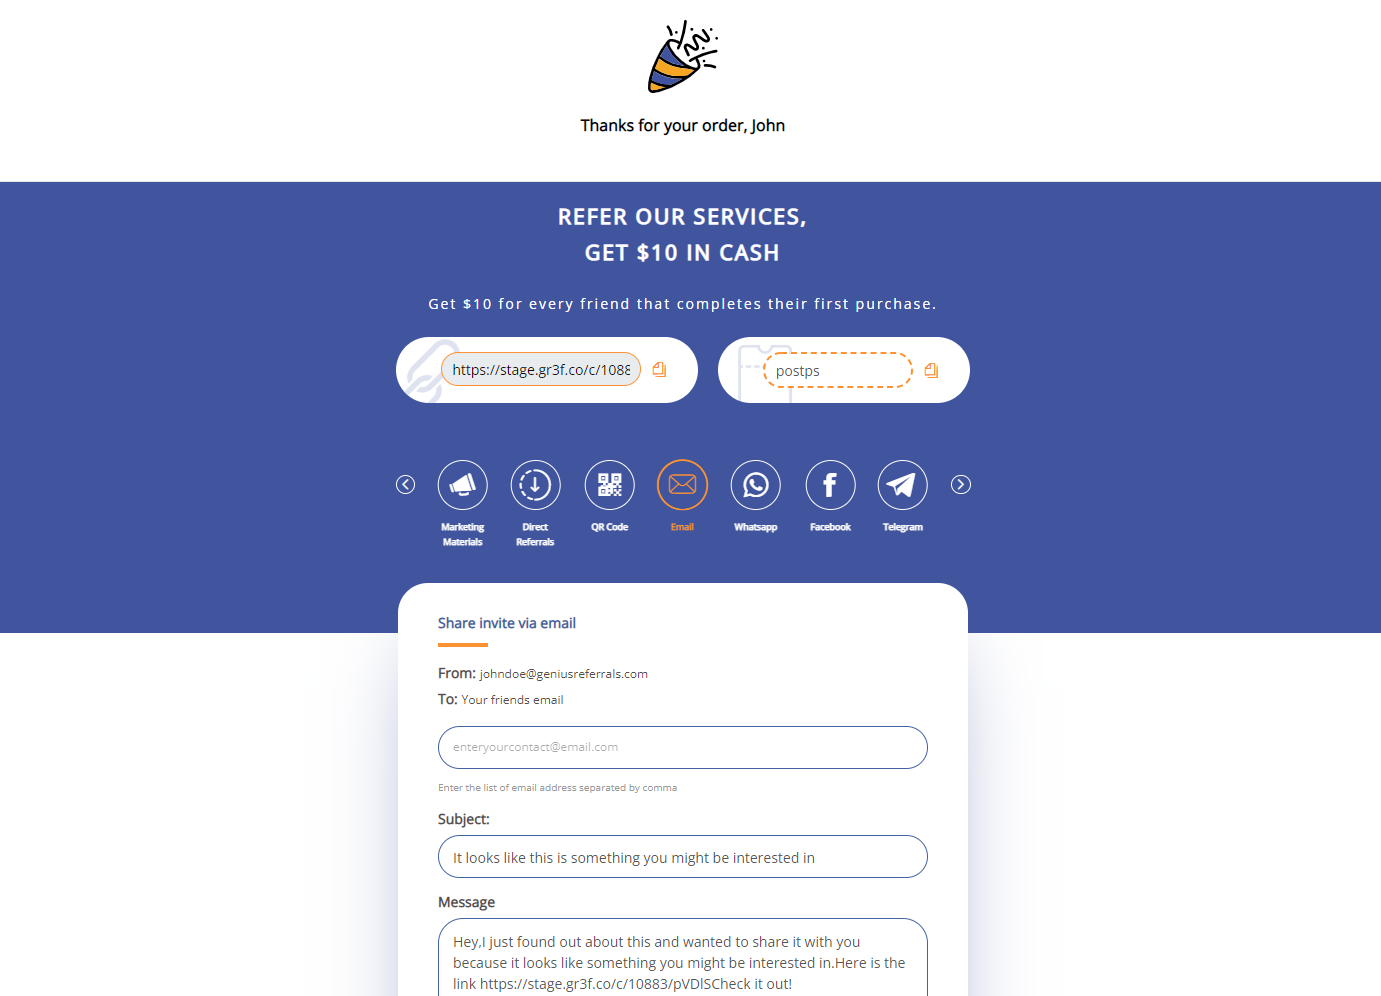 Thanks for your order, John
REFER OUR SERVICES,
GET $10 IN CASH
Get $10 for every friend that completes their first purchase.
https://stage.gr3f.co/c/1088
postps
Marketing
Materials
Direct
Referrals
QR Code
Email
Whatsapp
Facebook
Telegram
Share invite via email
From: johndoe@geniusreferrals.com
To: Your friends email
enteryourcontact@email.com
Enter the list of email address separated by comma
Subject:
It looks like this is something you might be interested in
Message
Hey,I just found out about this and wanted to share it with you
because it looks like something you might be interested in.Here is the
link https://stage.gr3f.co/c/10883/pVDlSCheck it out!